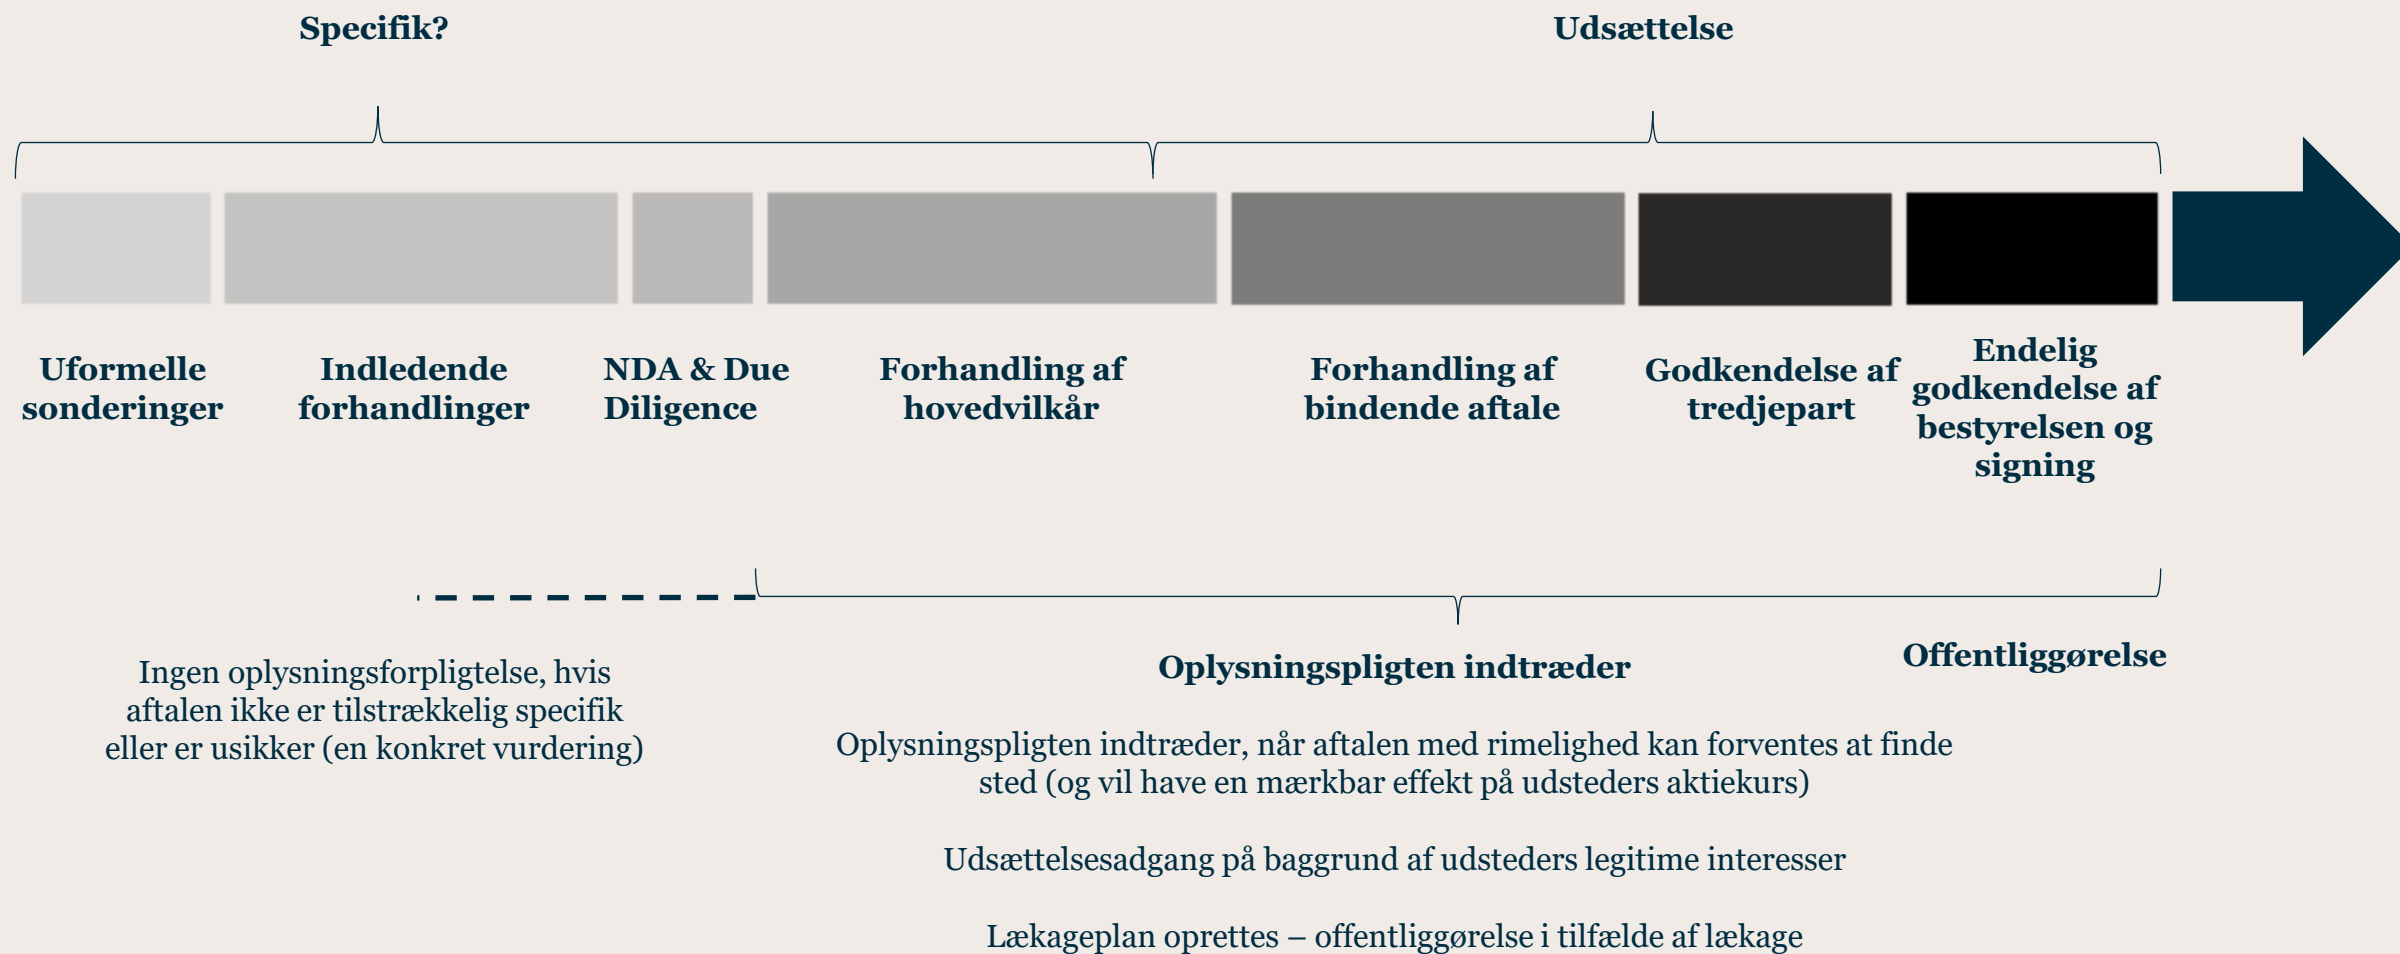 Specifik?
Udsættelse
Uformelle
sonderinger
Indledende
forhandlinger
NDA & Due
Diligence
Forhandling af
hovedvilkår
Forhandling af
bindende aftale
Godkendelse af
tredjepart
Endelig
godkendelse af
bestyrelsen og
signing
Ingen oplysningsforpligtelse, hvis
aftalen ikke er tilstrækkelig specifik
eller er usikker (en konkret vurdering)
Oplysningspligten indtræder
Oplysningspligten indtræder, når aftalen med rimelighed kan forventes at finde
sted (og vil have en mærkbar effekt på udsteders aktiekurs)
Udsættelsesadgang på baggrund af udsteders legitime interesser
Lækageplan oprettes – offentliggørelse i tilfælde af lækage
Offentliggørelse